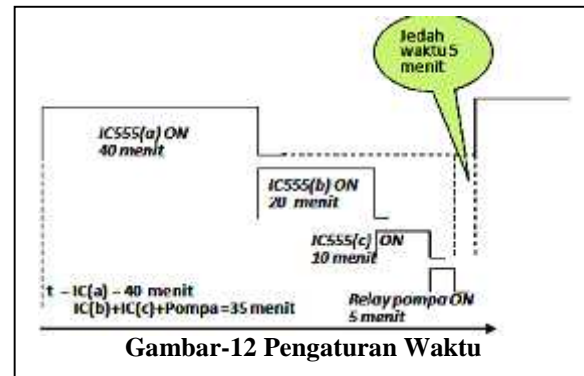 Jedah
waktu 5
menit
IC555(a) ON
40 menit
IC555(b) ON
20 menit
IC555(c) ON
10 menit
t – IC(a) – 40 menit
IC(b)+IC(c)+Pompa =35 menit
Relay pompa ON
5 menit
Gambar-12 Pengaturan Waktu